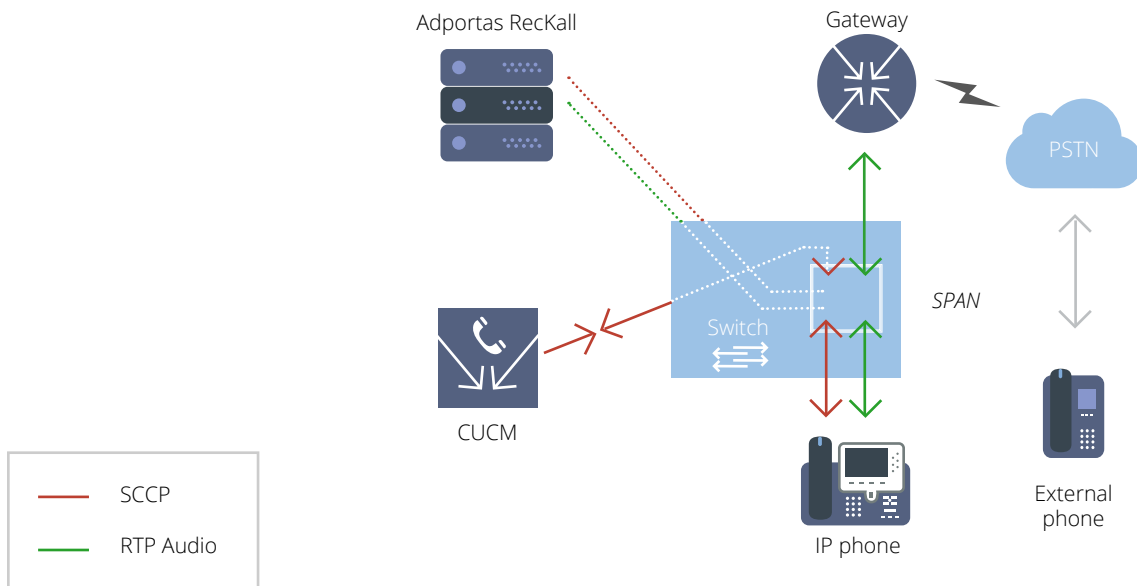 Adportas RecKall
Gateway
PSTN
SPAN
Switch
CUCM
SCCP
RTP Audio
IP phone
External
phone